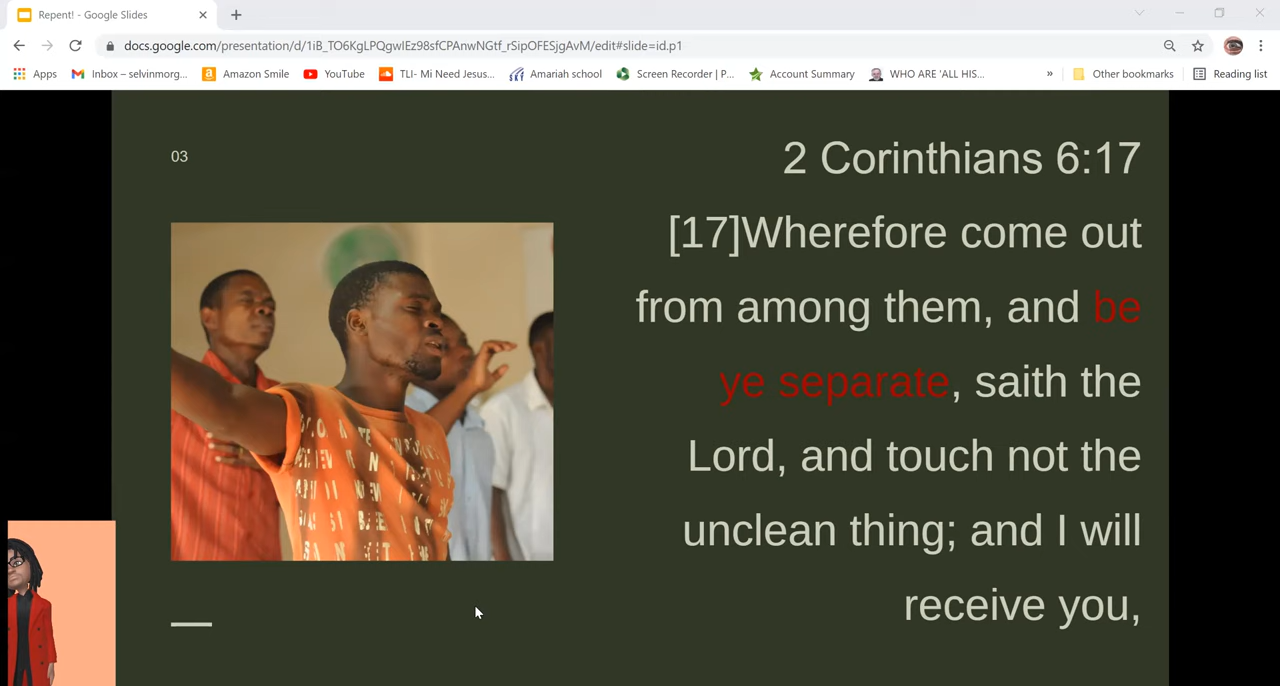 Repent! - Google Slides
docs.google.com/presentation/d/1iB_TO6KgLPQgwIEz98sfCPAnwNGtf_rSipOFESjgAvM/edit#slide=id.p1
Apps
Inbox – selvinmorg...
Amazon Smile
YouTube
TLI- Mi Need Jesus...
Amariah school
Screen Recorder | P...
Account Summary
WHO ARE 'ALL HIS...
»
Other bookmarks
Reading list
03
2 Corinthians 6:17
[17]Wherefore come out
from among them, and be
ye separate, saith the
Lord, and touch not the
unclean thing; and I will
receive you,